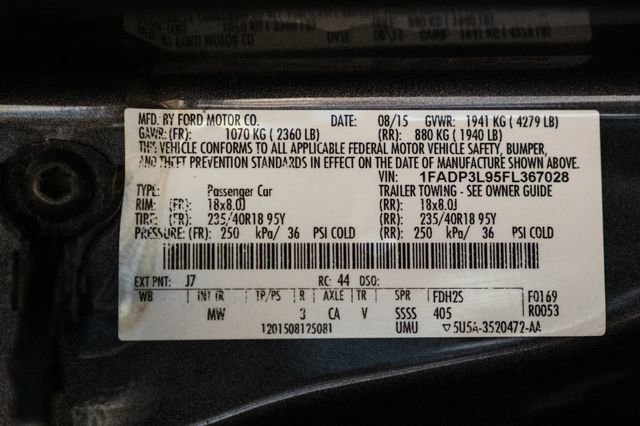 MFD. BY FORD MOTOR CO. DATE: 08/15 GVWR: 1941 KG ( 4279 LB)
GAWR: (FR): 1070 KG ( 2360 LB) (RR): 880 KG ( 1940 LB)
THIS VEHICLE CONFORMS TO ALL APPLICABLE FEDERAL MOTOR VEHICLE SAFETY, BUMPER,
AND THEFT PREVENTION STANDARDS IN EFFECT ON THE DATE OF MANUFACTURE SHOWN ABOVE.
VIN: 1FADP3L95FL367028
TYPE: Passenger Car TRAILER TOWING - SEE OWNER GUIDE
RIM: (FR): 18x8.0J (RR): 18x8.0J
TIRE: (FR): 235/40R18 95Y (RR): 235/40R18 95Y
PRESSURE: (FR): 250 kPa/ 36 PSI COLD (RR): 250 kPa/ 36 PSI COLD
EXT PNT: J7 RC: 44 DSO:
WB INT TR TP/PS R AXLE TR SPR FDH2S F0169
MW 3 CA V SSSS 405 R0053
1201508125081 UMU ▽5U5A-3520472-AA